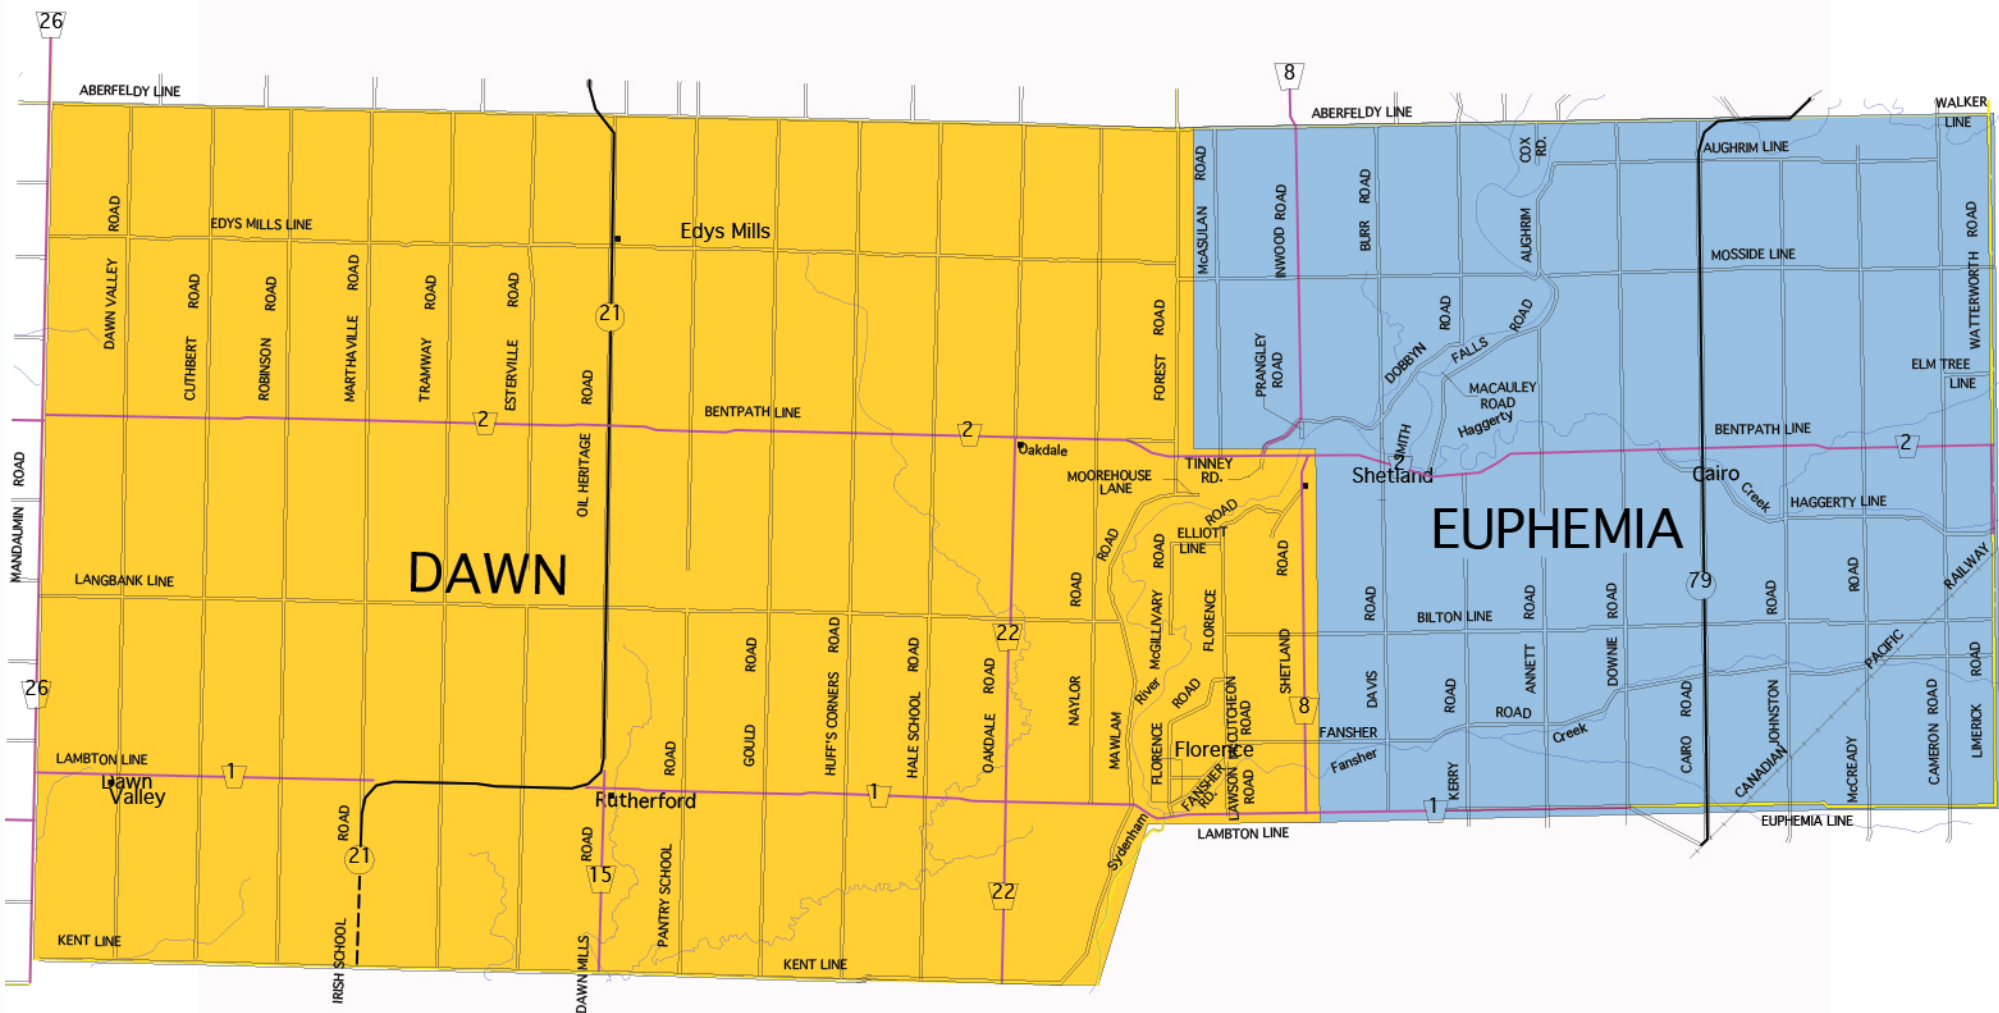 26
8
ABERFELDY LINE
ABERFELDY LINE
WALKER
LINE
AUGHRIM LINE
COX
RD.
DAWN VALLEY ROAD
EDYS MILLS LINE
Edys Mills
McASULAN ROAD
INWOOD ROAD
BURR ROAD
AUGHRIM
MOSSIDE LINE
WATTERWORTH ROAD
CUTHBERT ROAD
ROBINSON ROAD
MARTHAVILLE ROAD
TRAMWAY ROAD
ESTERVILLE ROAD
21
OIL HERITAGE ROAD
FOREST ROAD
PRANGLEY
ROAD
DOBBYN ROAD
FALLS ROAD
MACAULEY
ROAD
Haggerty
ELM TREE
LINE
BENTPATH LINE
2
2
Oakdale
MOOREHOUSE
LANE
TINNEY
RD.
SMITH
2
Shetland
BENTPATH LINE
2
Cairo
Creek
HAGGERTY LINE
MANDAUMIN ROAD
DAWN
EUPHEMIA
ROAD
ELLIOTT
LINE
ROAD
LANGBANK LINE
79
RAILWAY
PACIFIC
CANADIAN
BILTON LINE
22
26
GOULD ROAD
HUFF'S CORNERS ROAD
HALE SCHOOL ROAD
OAKDALE ROAD
NAYLOR ROAD
MAWLAM
McGILLIVARY ROAD
River
FLORENCE
ROAD
SHETLAND ROAD
8
DAVIS ROAD
KERRY ROAD
ANNETT ROAD
DOWNIE ROAD
CAIRO ROAD
JOHNSTON ROAD
McCREADY ROAD
CAMERON ROAD
LIMERICK ROAD
FANSHER ROAD
Fansher Creek
LAMBTON LINE
1
Dawn
Valley
Rutherford
1
Florence
FLORENCE
FANSHER
RD.
McCUTCHEON
ROAD
LAWSON
ROAD
1
EUPHEMIA LINE
LAMBTON LINE
Sydenham
21
15
22
IRISH SCHOOL ROAD
DAWN MILLS ROAD
PANTRY SCHOOL ROAD
KENT LINE
KENT LINE